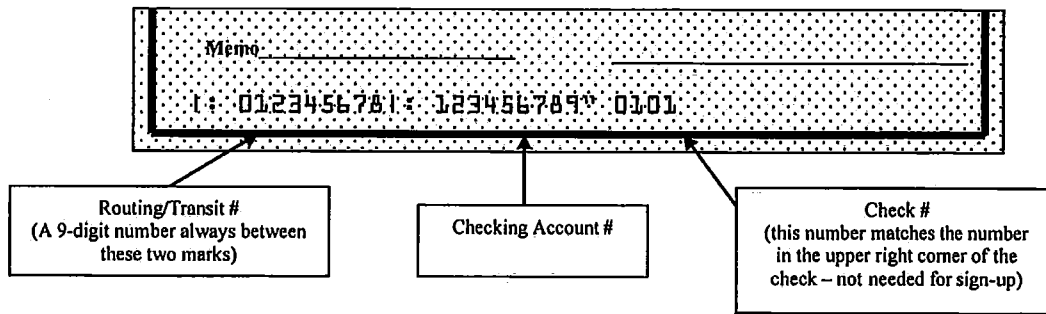 Memo
|: 012345678|: 123456789" 0101
Routing/Transit #
(A 9-digit number always between
these two marks)
Checking Account #
Check #
(this number matches the number
in the upper right corner of the
check – not needed for sign-up)